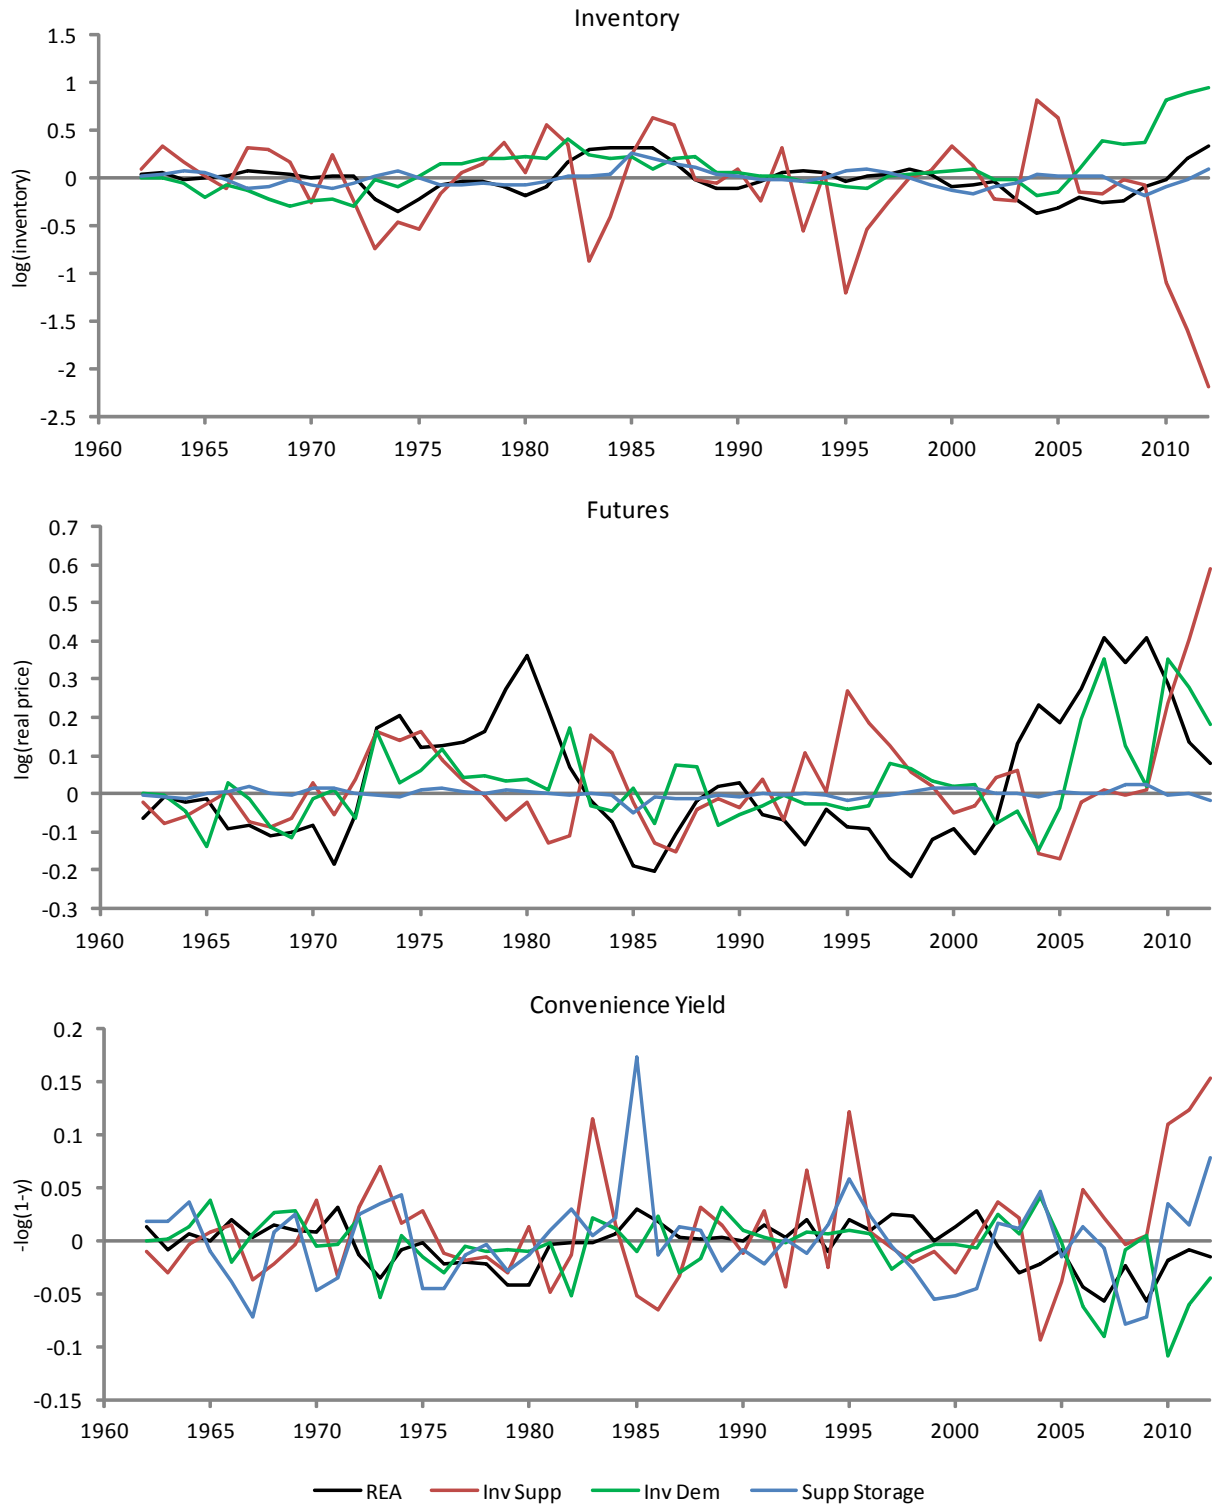 Inventory
1.5
1
0.5
0
-0.5
-1
-1.5
-2
-2.5
log(inventory)
1960 1965 1970 1975 1980 1985 1990 1995 2000 2005 2010
Futures
0.7
0.6
0.5
0.4
0.3
0.2
0.1
0
-0.1
-0.2
-0.3
log(real price)
1960 1965 1970 1975 1980 1985 1990 1995 2000 2005 2010
Convenience Yield
0.2
0.15
0.1
0.05
0
-0.05
-0.1
-0.15
-log(1-y)
1960 1965 1970 1975 1980 1985 1990 1995 2000 2005 2010
REA Inv Supp Inv Dem Supp Storage